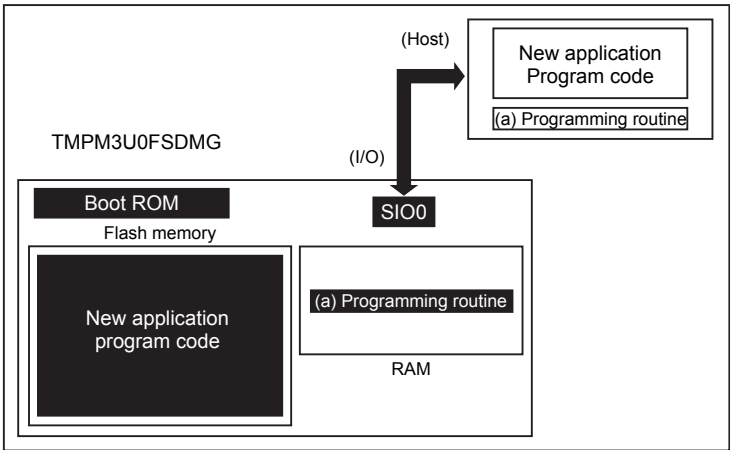 (Host)
New application
Program code
(a) Programming routine
TMPM3U0FSDMG
(I/O)
Boot ROM
SIO0
Flash memory
(a) Programming routine
New application
program code
RAM